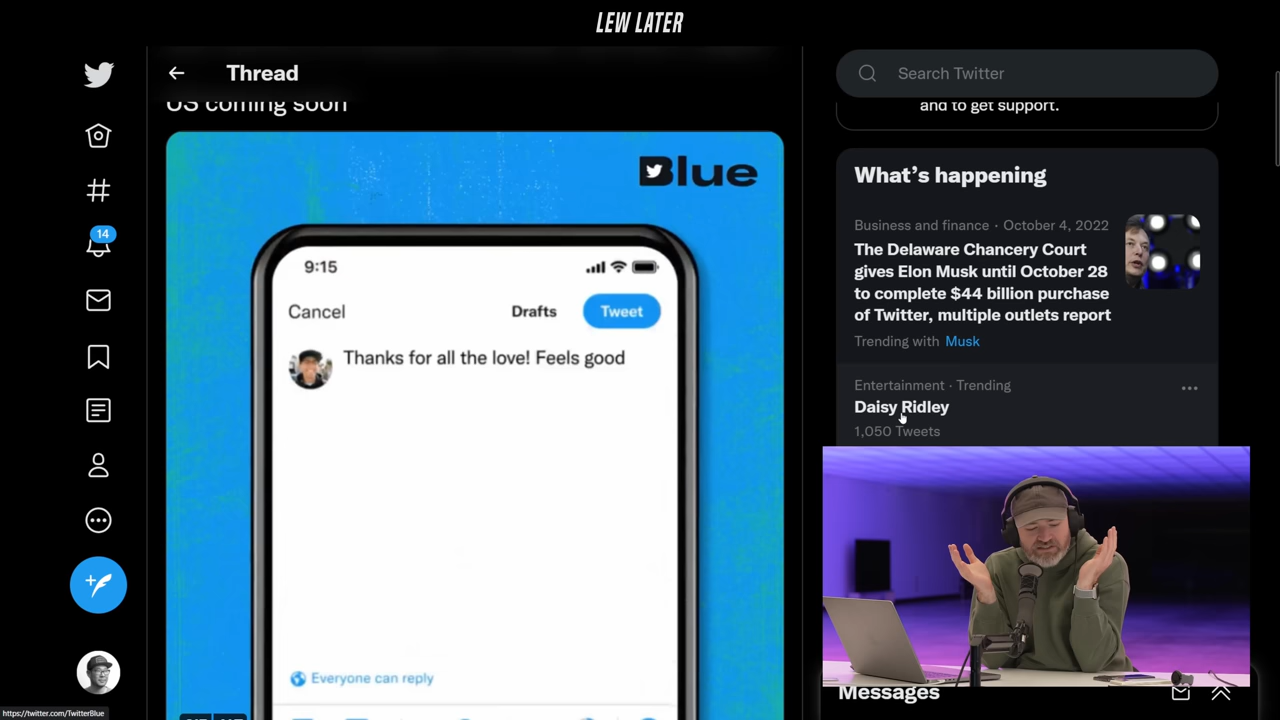 LEW LATER
Thread
US coming soon
Blue
9:15
Cancel
Drafts
Tweet
Thanks for all the love! Feels good
Everyone can reply
14
Search Twitter
and to get support.
What's happening
Business and finance · October 4, 2022
The Delaware Chancery Court
gives Elon Musk until October 28
to complete $44 billion purchase
of Twitter, multiple outlets report
Trending with Musk
Entertainment · Trending
Daisy Ridley
1,050 Tweets
Messages
https://twitter.com/TwitterBlue